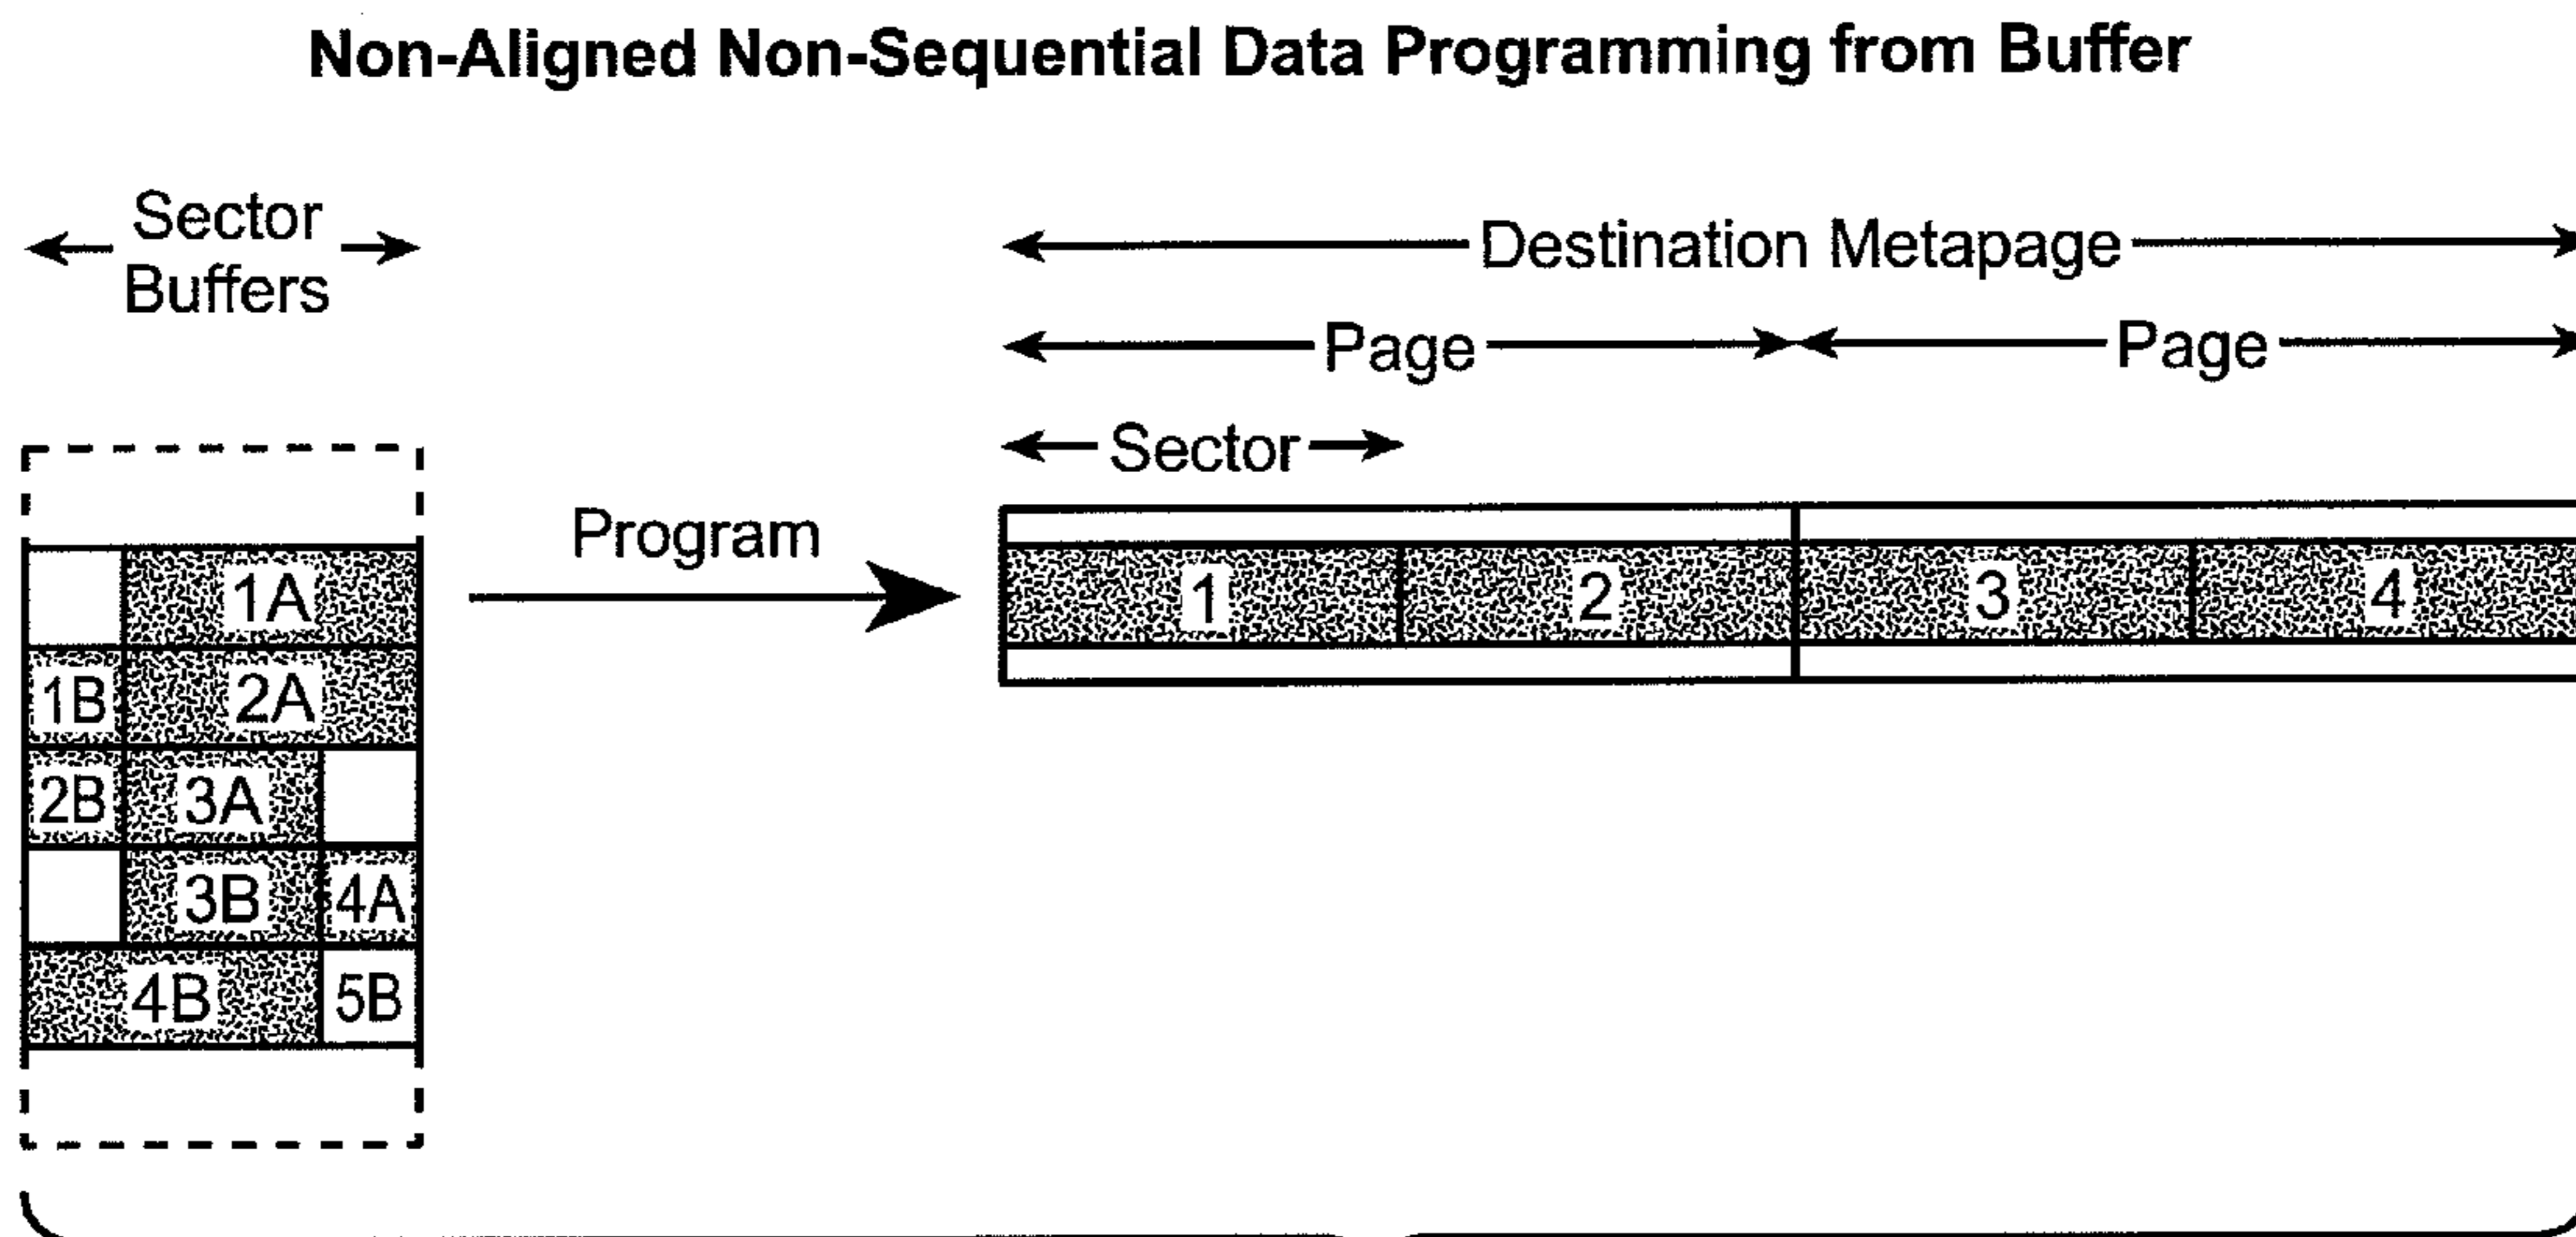 Non-Aligned Non-Sequential Data Programming from Buffer
Sector
Buffers
Destination Metapage
Page Page
Sector
Program
1A
1B 2A
2B 3A
3B 4A
4B 5B
1 2 3 4